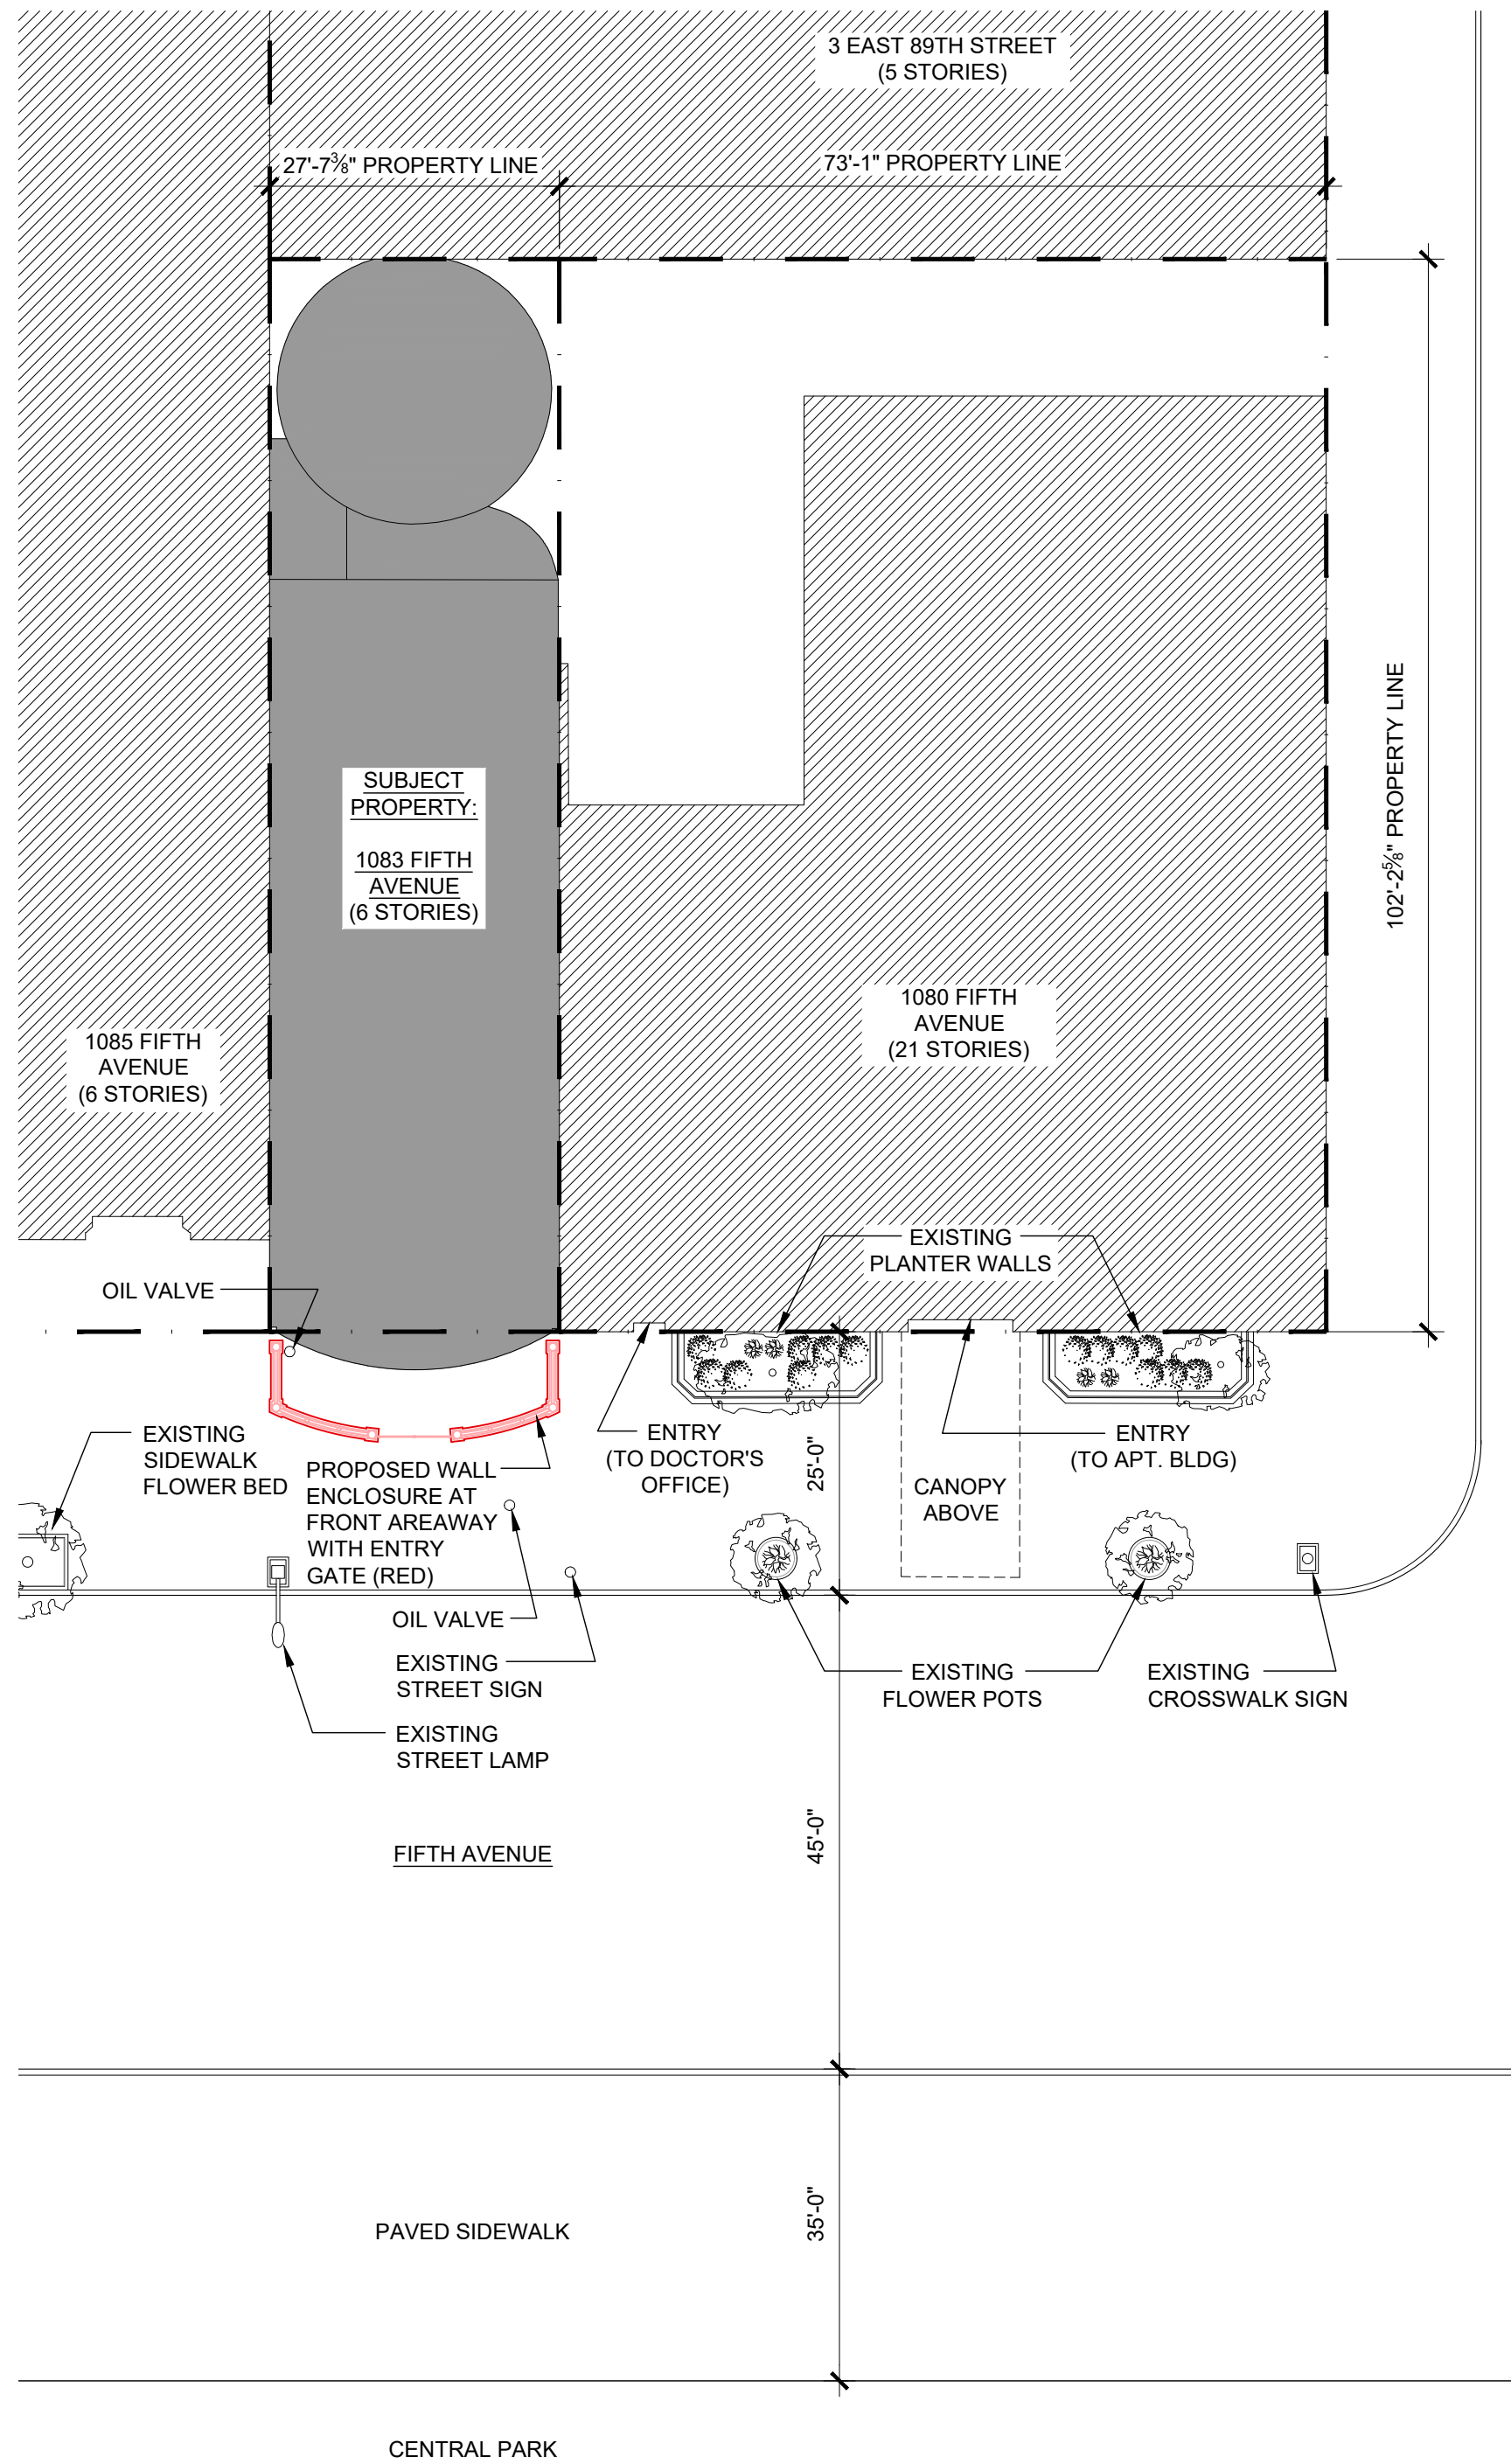 3 EAST 89TH STREET
(5 STORIES)
27'-7⅜" PROPERTY LINE
73'-1" PROPERTY LINE
102'-2⅝" PROPERTY LINE
SUBJECT
PROPERTY:
1083 FIFTH
AVENUE
(6 STORIES)
1080 FIFTH
AVENUE
(21 STORIES)
1085 FIFTH
AVENUE
(6 STORIES)
EXISTING
PLANTER WALLS
OIL VALVE
EXISTING
SIDEWALK
FLOWER BED
PROPOSED WALL
ENCLOSURE AT
FRONT AREAWAY
WITH ENTRY
GATE (RED)
ENTRY
(TO DOCTOR'S
OFFICE)
25'-0"
CANOPY
ABOVE
ENTRY
(TO APT. BLDG)
OIL VALVE
EXISTING
STREET SIGN
EXISTING
STREET LAMP
EXISTING
FLOWER POTS
EXISTING
CROSSWALK SIGN
FIFTH AVENUE
45'-0"
PAVED SIDEWALK
35'-0"
CENTRAL PARK